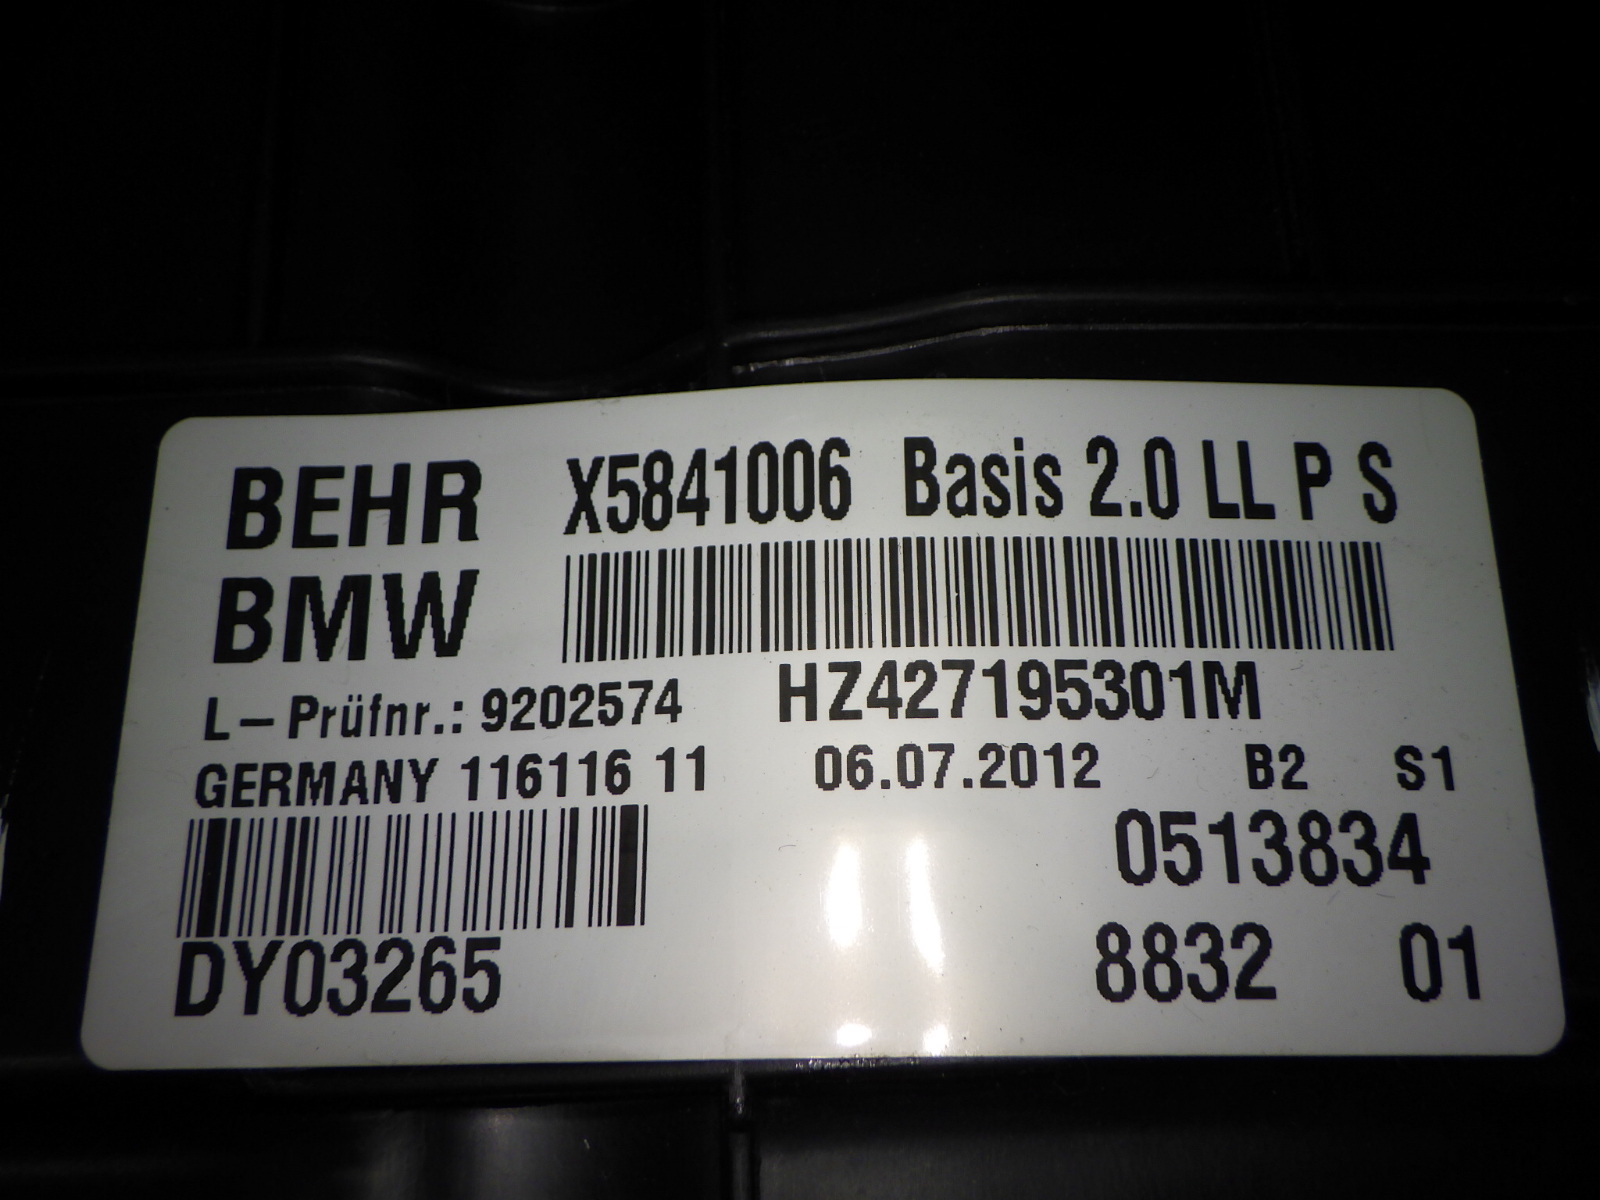 BEHR X5841006 Basis 2.0 LL P S
BMW
L-Prüfnr.: 9202574 HZ427195301M
GERMANY 116116 11 06.07.2012 B2 S1
0513834
DY03265 8832 01